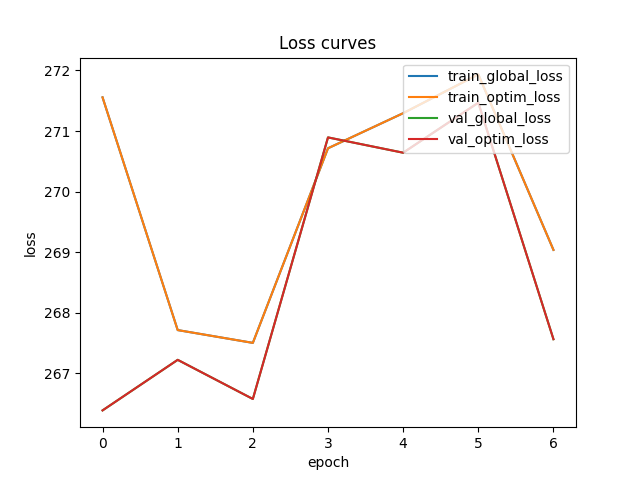 Loss curves
272
271
270
269
268
267
loss
train_global_loss
train_optim_loss
val_global_loss
val_optim_loss
0 1 2 3 4 5 6
epoch